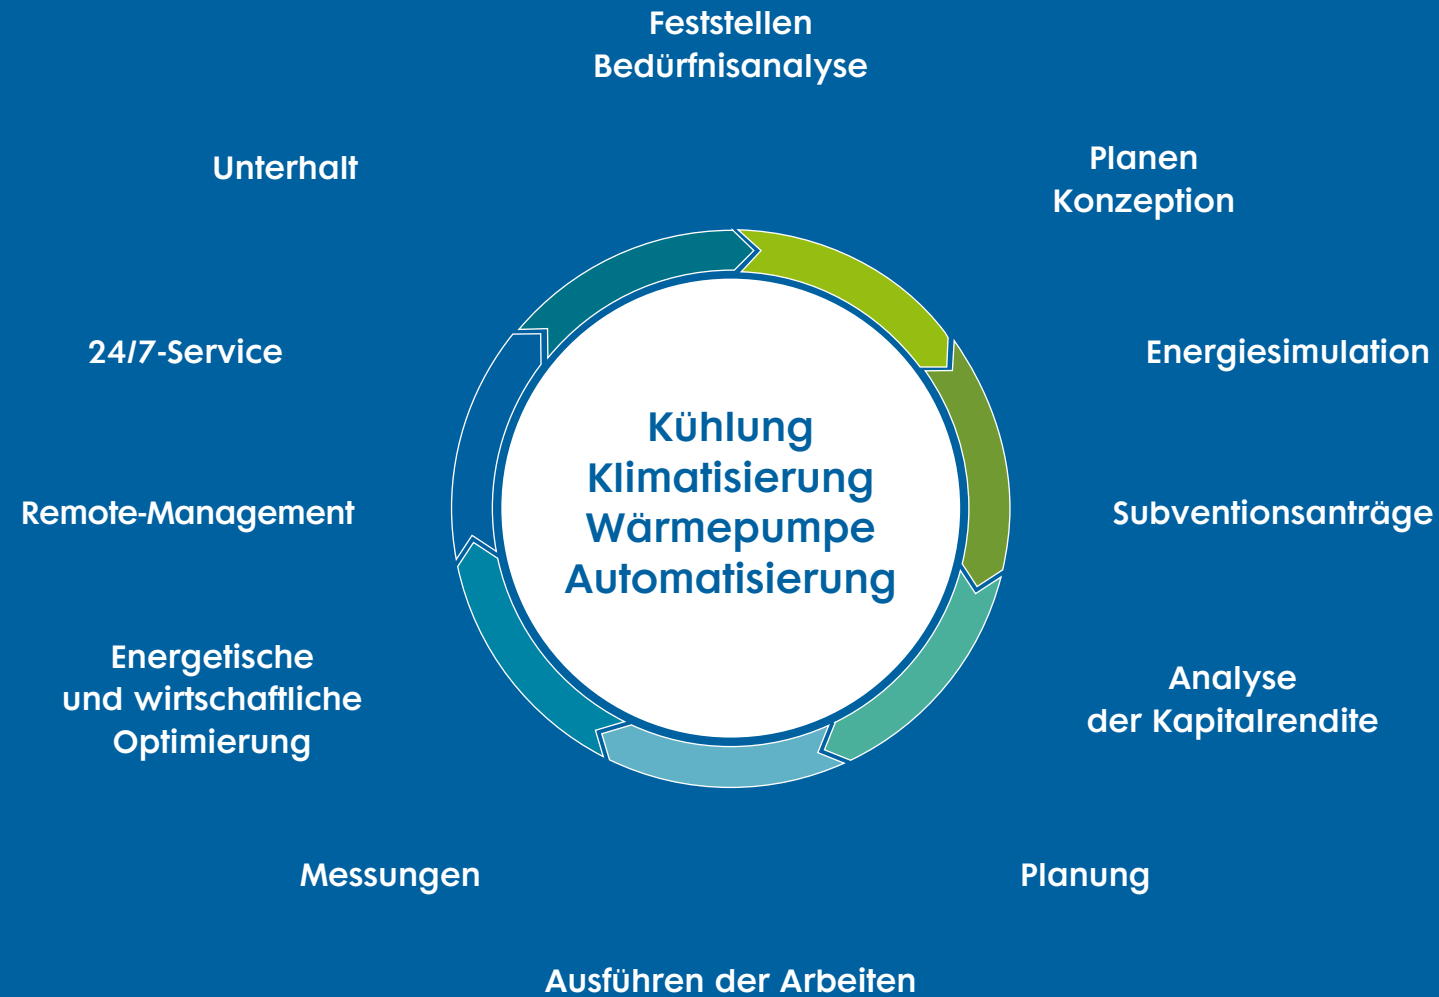 Feststellen
Bedürfnisanalyse
Planen
Konzeption
Energiesimulation
Subventionsanträge
Analyse
der Kapitalrendite
Planung
Ausführen der Arbeiten
Messungen
Energetische
und wirtschaftliche
Optimierung
Remote-Management
24/7-Service
Unterhalt
Kühlung
Klimatisierung
Wärmepumpe
Automatisierung